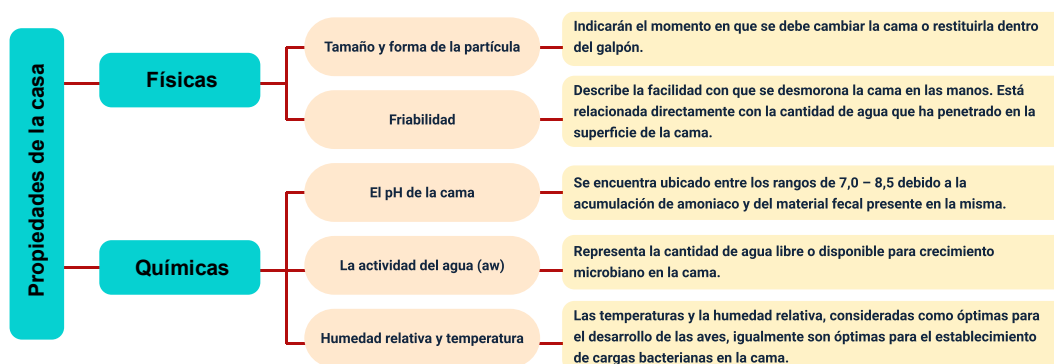 Propiedades de la casa
Físicas
Tamaño y forma de la partícula
Indicarán el momento en que se debe cambiar la cama o restituirla dentro
del galpón.
Friabilidad
Describe la facilidad con que se desmorona la cama en las manos. Está
relacionada directamente con la cantidad de agua que ha penetrado en la
superficie de la cama.
Químicas
El pH de la cama
Se encuentra ubicado entre los rangos de 7,0 – 8,5 debido a la
acumulación de amoniaco y del material fecal presente en la misma.
La actividad del agua (aw)
Representa la cantidad de agua libre o disponible para crecimiento
microbiano en la cama.
Humedad relativa y temperatura
Las temperaturas y la humedad relativa, consideradas como óptimas para
el desarrollo de las aves, igualmente son óptimas para el establecimiento
de cargas bacterianas en la cama.